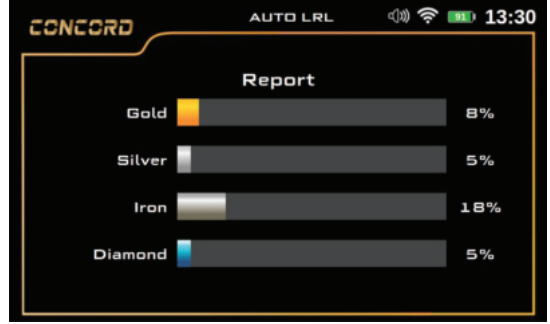 CONCORD
AUTO LRL
91
13:30
Report
Gold 8%
Silver 5%
Iron 18%
Diamond 5%